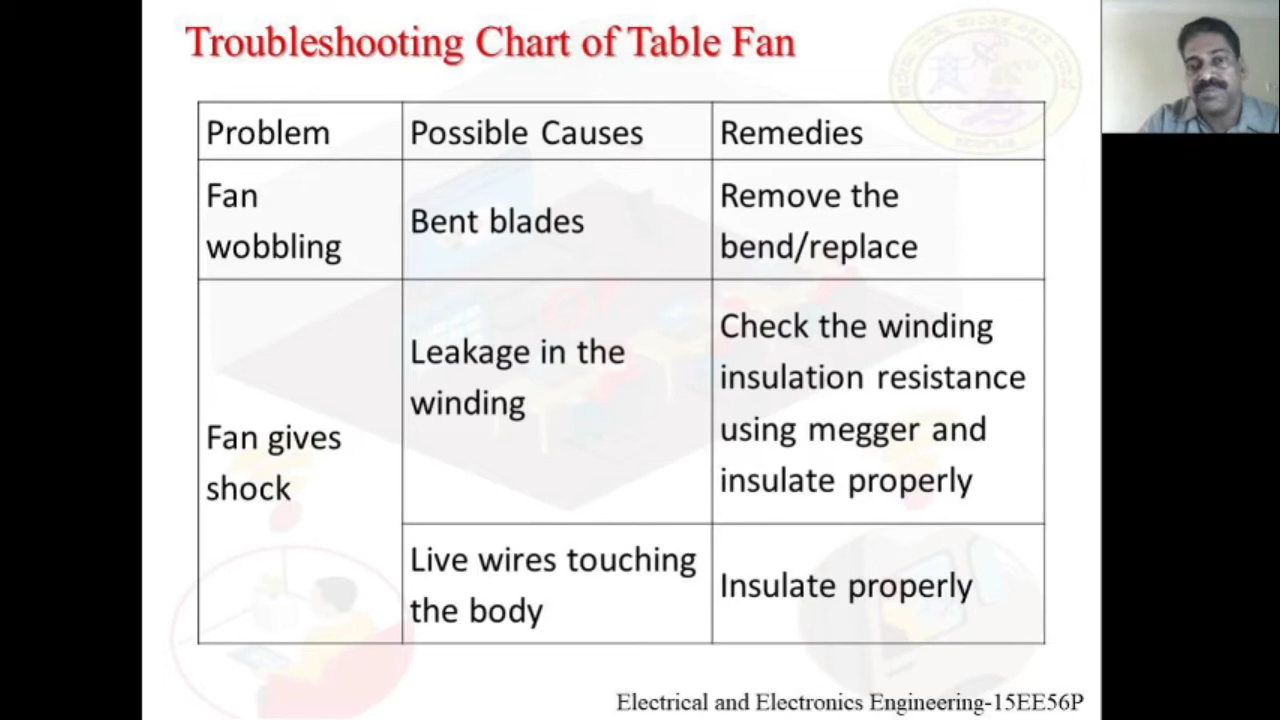 Troubleshooting Chart of Table Fan
Problem
Possible Causes
Remedies
Fan
wobbling
Bent blades
Remove the
bend/replace
Fan gives
shock
Leakage in the
winding
Check the winding
insulation resistance
using megger and
insulate properly
Live wires touching
the body
Insulate properly
Electrical and Electronics Engineering-15EE56P